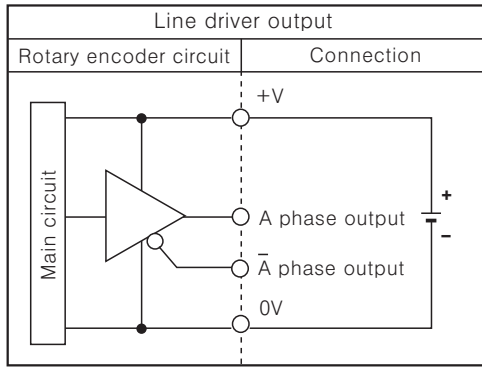 Line driver output
Rotary encoder circuit
Connection
+V
Main circuit
+
A phase output
−
A̅ phase output
0V